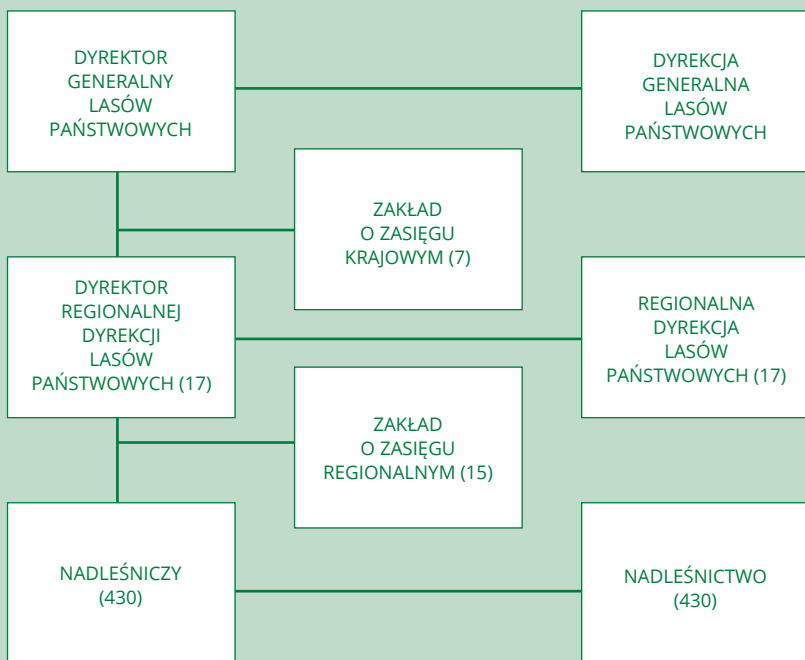 DYREKTOR
GENERALNY
LASÓW
PAŃSTWOWYCH
DYREKCJA
GENERALNA
LASÓW
PAŃSTWOWYCH
ZAKŁAD
O ZASIĘGU
KRAJOWYM (7)
DYREKTOR
REGIONALNEJ
DYREKCJI
LASÓW
PAŃSTWOWYCH (17)
REGIONALNA
DYREKCJA
LASÓW
PAŃSTWOWYCH (17)
ZAKŁAD
O ZASIĘGU
REGIONALNYM (15)
NADLEŚNICZY
(430)
NADLEŚNICTWO
(430)